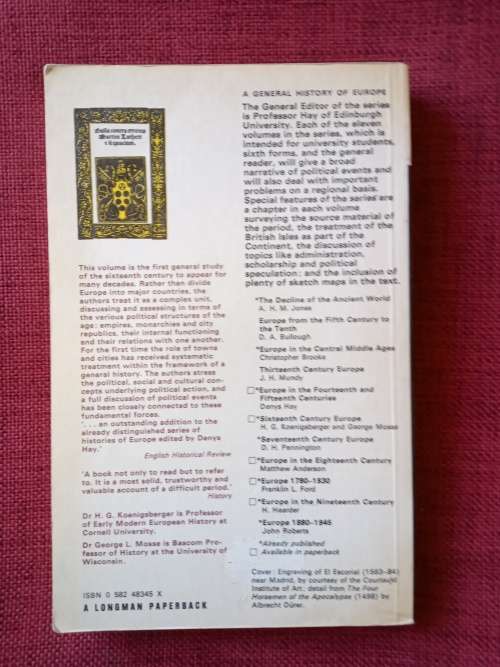 Bulla contra errores
Martini Lutheri
et sequacium.
This volume is the first general study
of the sixteenth century to appear for
many decades. Rather than divide
Europe into major countries, the
authors treat it as a complex unit,
discussing and assessing in terms of
the various political structures of the
age: empires, monarchies and city
republics, their internal functioning
and their relations with one another.
For the first time the role of towns
and cities has received systematic
treatment within the framework of a
general history. The authors stress
the political, social and cultural con-
cepts underlying political action, and
a full discussion of political events
has been closely connected to these
fundamental forces.
'. . . an outstanding addition to the
already distinguished series of
histories of Europe edited by Denys
Hay.'
English Historical Review
'A book not only to read but to refer
to. It is a most solid, trustworthy and
valuable account of a difficult period.'
History
Dr H. G. Koenigsberger is Professor
of Early Modern European History at
Cornell University.
Dr George L. Mosse is Bascom Pro-
fessor of History at the University of
Wisconsin.
ISBN 0 582 48345 X
A LONGMAN PAPERBACK
A GENERAL HISTORY OF EUROPE
The General Editor of the series
is Professor Hay of Edinburgh
University. Each of the eleven
volumes in the series, which is
intended for university students,
sixth forms, and the general
reader, will give a broad
narrative of political events and
will also deal with important
problems on a regional basis.
Special features of the series are
a chapter in each volume
surveying the source material of
the period, the treatment of the
British Isles as part of the
Continent, the discussion of
topics like administration,
scholarship and political
speculation; and the inclusion of
plenty of sketch maps in the text.
*The Decline of the Ancient World
A. H. M. Jones
Europe from the Fifth Century to
the Tenth
D. A. Bullough
*Europe in the Central Middle Ages
Christopher Brooke
Thirteenth Century Europe
J. H. Mundy
□*Europe in the Fourteenth and
Fifteenth Centuries
Denys Hay
□*Sixteenth Century Europe
H. G. Koenigsberger and George Mosse
*Seventeenth Century Europe
D. H. Pennington
□*Europe in the Eighteenth Century
Matthew Anderson
□*Europe 1780-1830
Franklin L. Ford
□*Europe in the Nineteenth Century
H. Hearder
*Europe 1880-1945
John Roberts
*Already published
□ Available in paperback
Cover: Engraving of El Escorial (1583-84)
near Madrid, by courtesy of the Courtauld
Institute of Art; detail from The Four
Horsemen of the Apocalypse (1498) by
Albrecht Dürer.